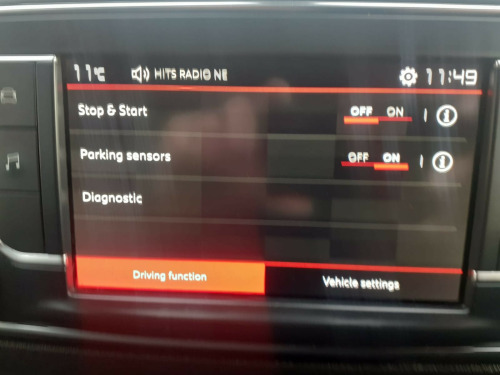 11°C HITS RADIO NE 11:49
Stop & Start OFF ON i
Parking sensors OFF ON i
Diagnostic
Driving function Vehicle settings